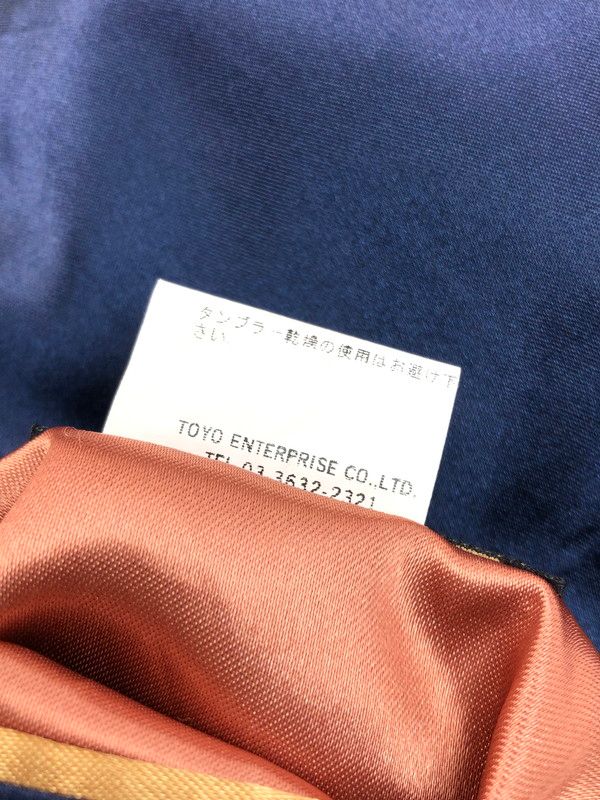 タンブラー乾燥の使用はお避け下
さい
TOYO ENTERPRISE CO.,LTD.
TEL 03-3632-2321